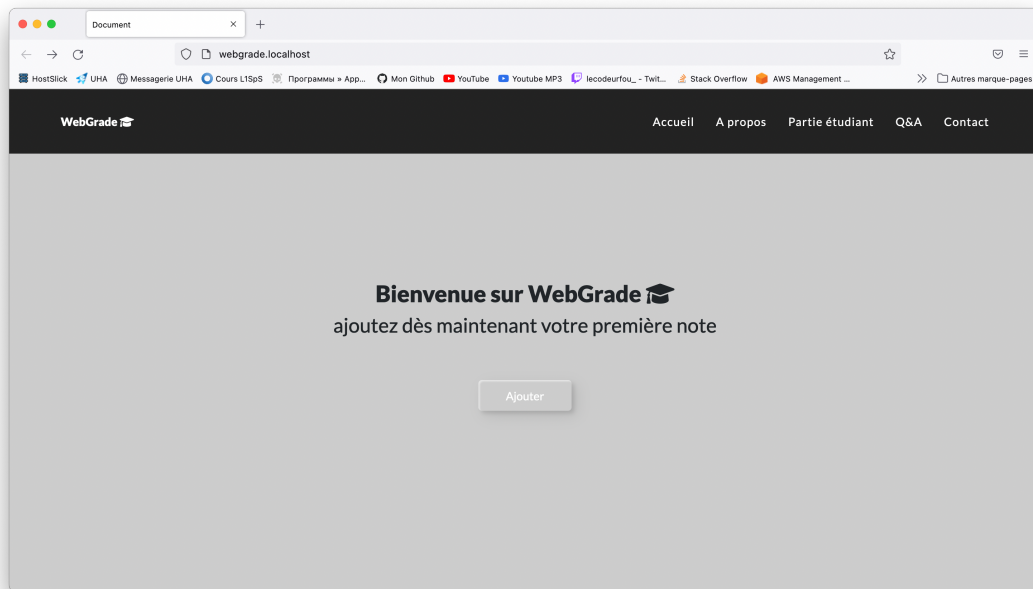 Document
webgrade.localhost
HostSlick UHA Messagerie UHA Cours L1SpS Программы » App... Mon Github YouTube Youtube MP3 lecodeurfou_ - Twit... Stack Overflow AWS Management ... Autres marque-pages
WebGrade Accueil A propos Partie étudiant Q&A Contact
Bienvenue sur WebGrade
ajoutez dès maintenant votre première note
Ajouter